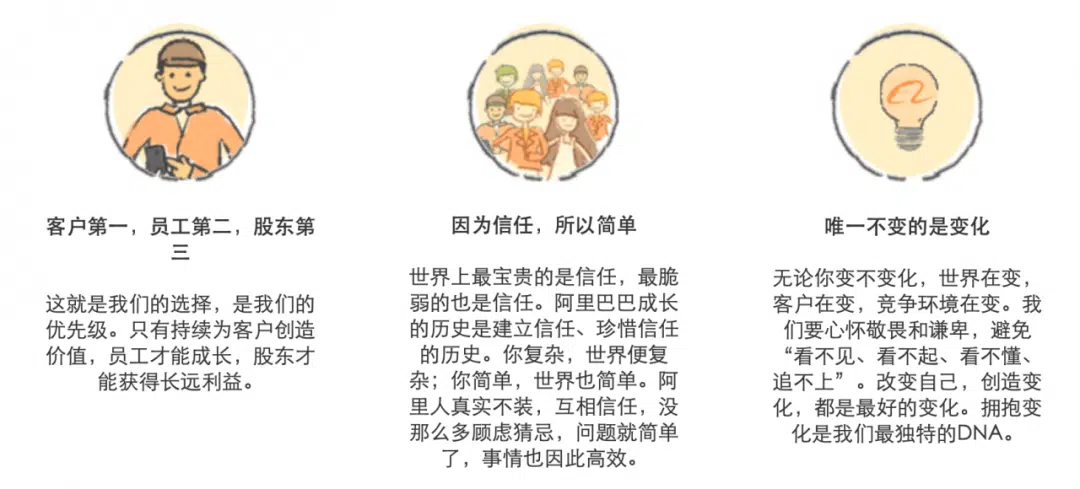 客户第一，员工第二，股东第
三
这就是我们的选择，是我们的
优先级。只有持续为客户创造
价值，员工才能成长，股东才
能获得长远利益。
因为信任，所以简单
世界上最宝贵的是信任，最脆
弱的也是信任。阿里巴巴成长
的历史是建立信任、珍惜信任
的历史。你复杂，世界便复
杂；你简单，世界也简单。阿
里人真实不装，互相信任，没
那么多顾虑猜忌，问题就简单
了，事情也因此高效。
唯一不变的是变化
无论你变不变化，世界在变，
客户在变，竞争环境在变。我
们要心怀敬畏和谦卑，避免
“看不见、看不起、看不懂、
追不上”。改变自己，创造变
化，都是最好的变化。拥抱变
化是我们最独特的DNA。